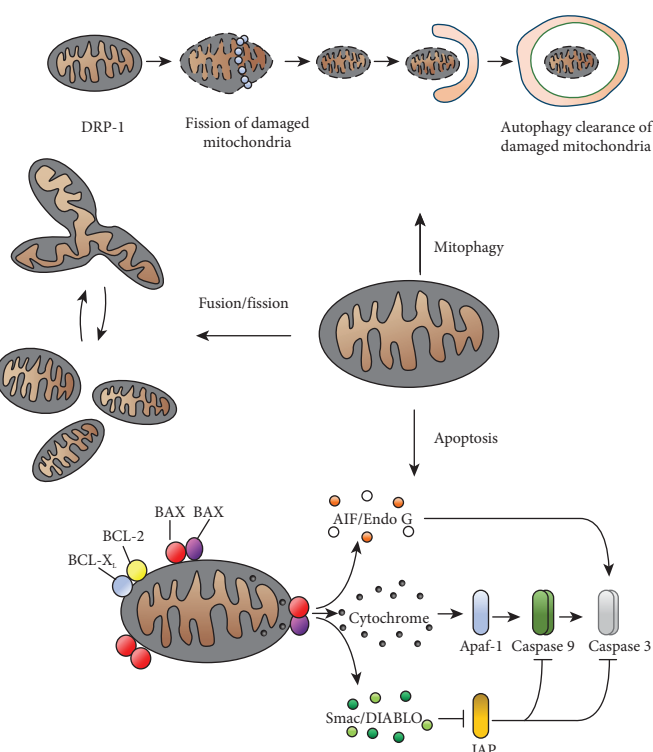 DRP-1
Fission of damaged
mitochondria
Autophagy clearance of
damaged mitochondria
Mitophagy
Fusion/fission
Apoptosis
BAX BAX
BCL-2
BCL-XL
AIF/Endo G
Cytochrome
Apaf-1 Caspase 9 Caspase 3
Smac/DIABLO
IAP